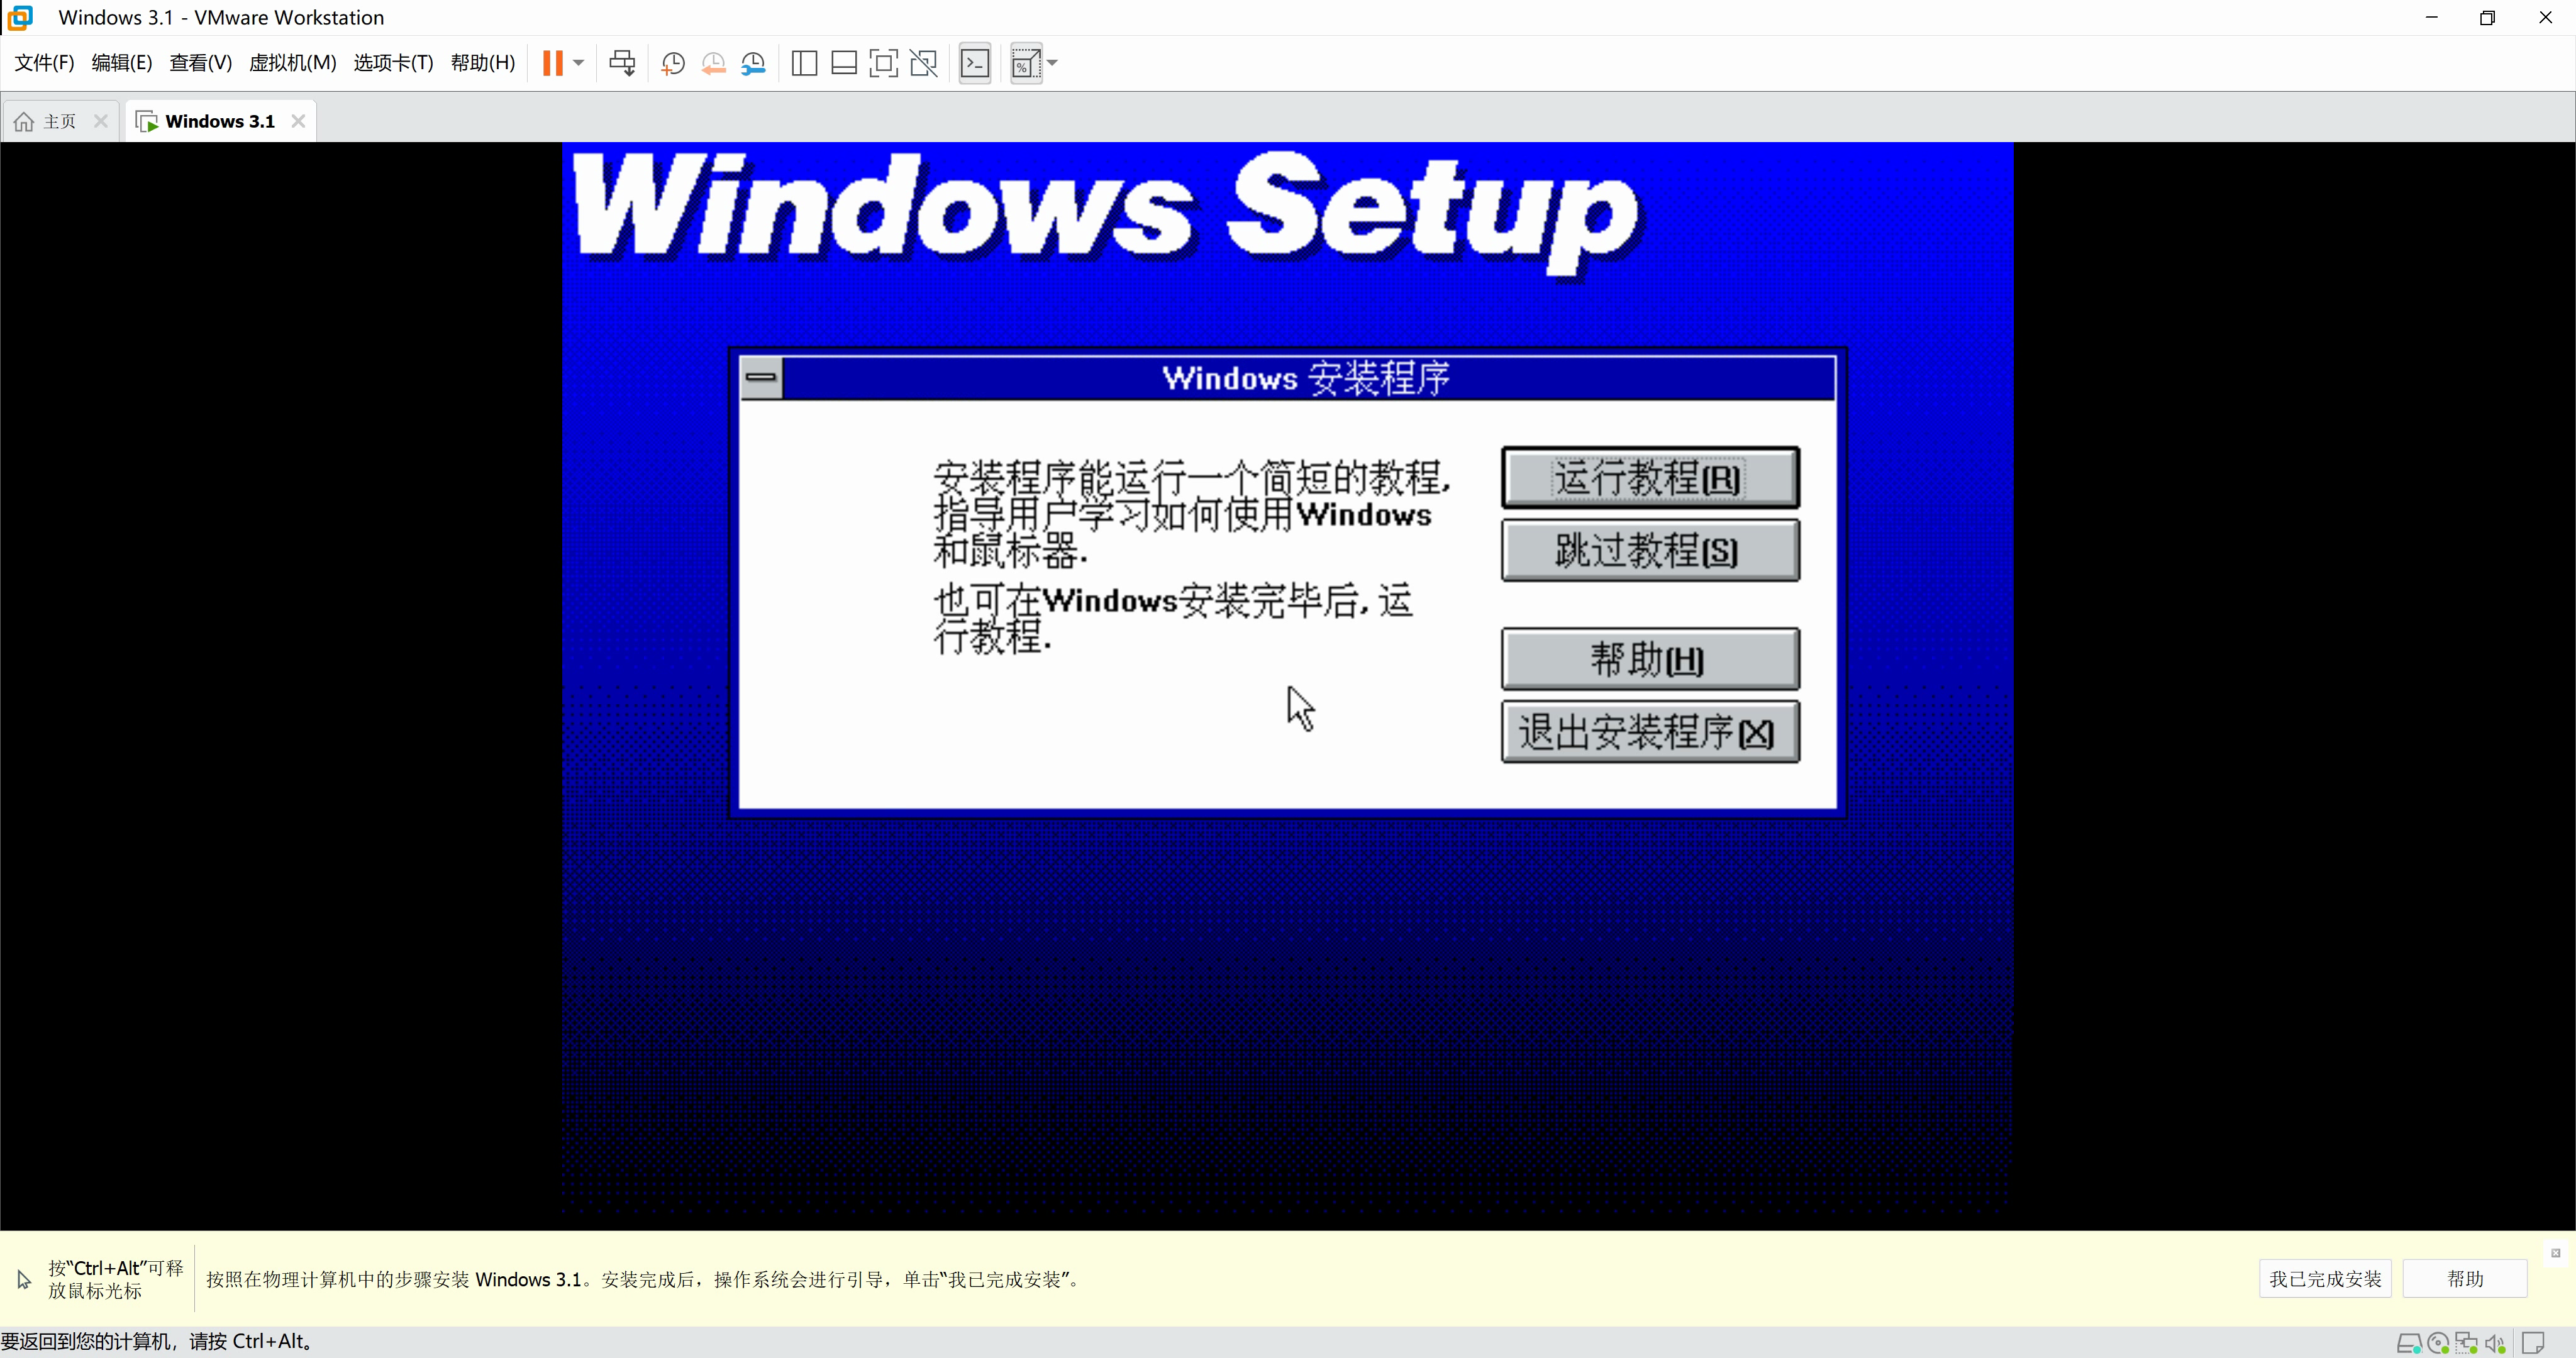 Windows 3.1 - VMware Workstation
文件(F) 编辑(E) 查看(V) 虚拟机(M) 选项卡(T) 帮助(H)
主页
Windows 3.1
Windows Setup
Windows 安装程序
安装程序能运行一个简短的教程,
指导用户学习如何使用Windows
和鼠标器.
也可在Windows安装完毕后, 运
行教程.
运行教程(R)
跳过教程(S)
帮助(H)
退出安装程序(X)
按“Ctrl+Alt”可释
放鼠标光标
按照在物理计算机中的步骤安装 Windows 3.1。安装完成后，操作系统会进行引导，单击“我已完成安装”。
我已完成安装
帮助
要返回到您的计算机，请按 Ctrl+Alt。